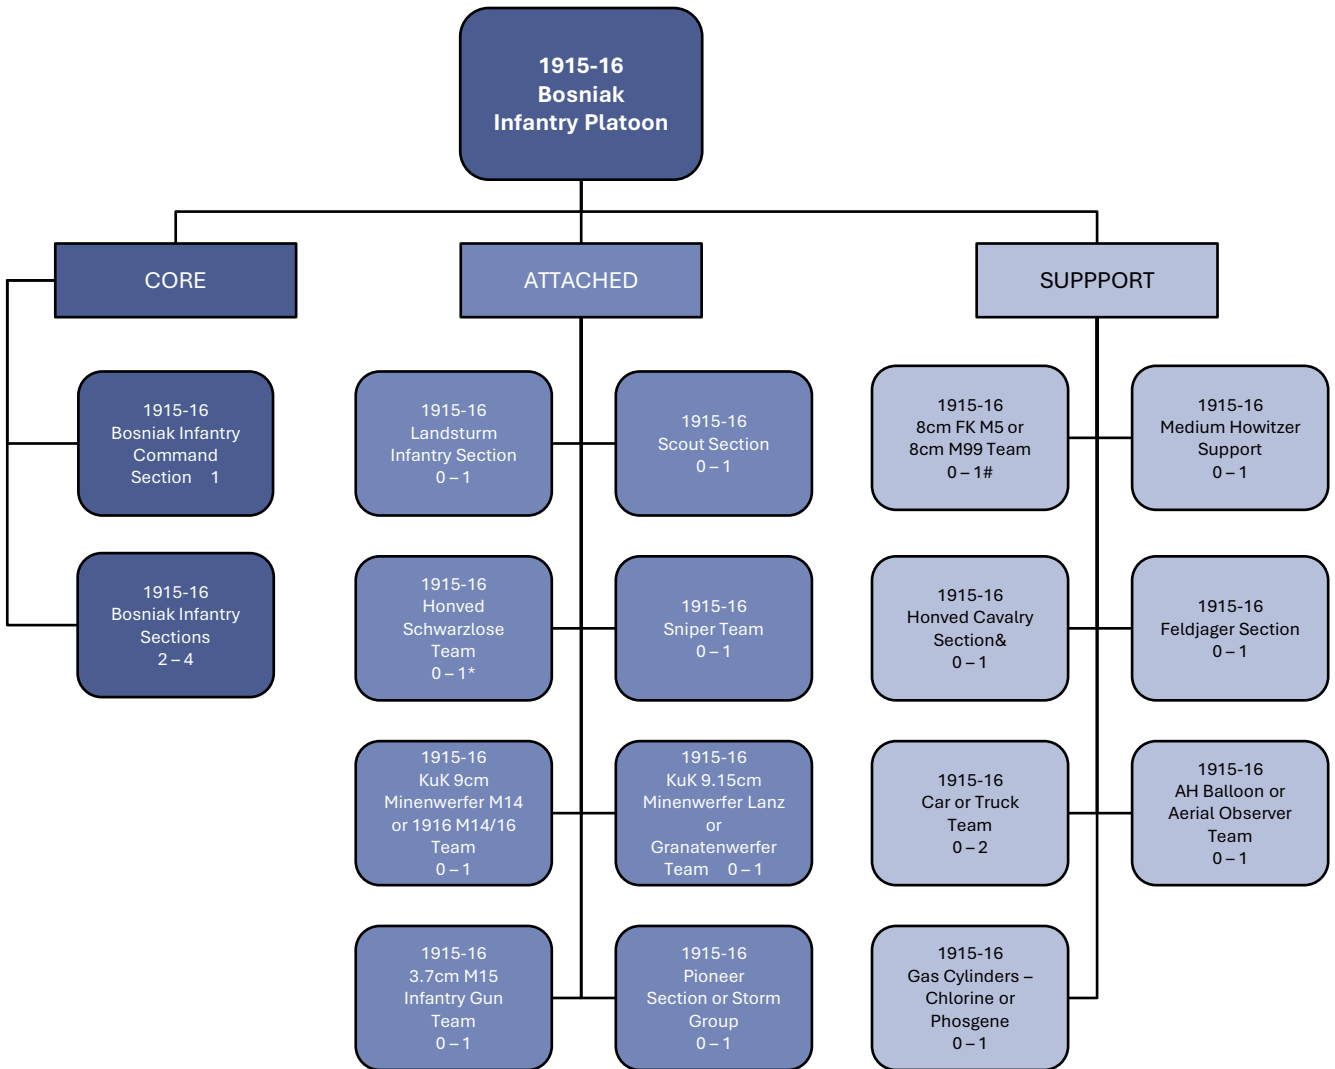 1915-16
Bosniak
Infantry Platoon
CORE
ATTACHED
SUPPPORT
1915-16
Bosniak Infantry
Command
Section 1
1915-16
Bosniak Infantry
Sections
2 – 4
1915-16
Landsturm
Infantry Section
0 – 1
1915-16
Scout Section
0 – 1
1915-16
Honved
Schwarzlose
Team
0 – 1*
1915-16
Sniper Team
0 – 1
1915-16
KuK 9cm
Minenwerfer M14
or 1916 M14/16
Team
0 – 1
1915-16
KuK 9.15cm
Minenwerfer Lanz
or
Granatenwerfer
Team 0 – 1
1915-16
3.7cm M15
Infantry Gun
Team
0 – 1
1915-16
Pioneer
Section or Storm
Group
0 – 1
1915-16
8cm FK M5 or
8cm M99 Team
0 – 1#
1915-16
Medium Howitzer
Support
0 – 1
1915-16
Honved Cavalry
Section&
0 – 1
1915-16
Feldjager Section
0 – 1
1915-16
Car or Truck
Team
0 – 2
1915-16
AH Balloon or
Aerial Observer
Team
0 – 1
1915-16
Gas Cylinders –
Chlorine or
Phosgene
0 – 1